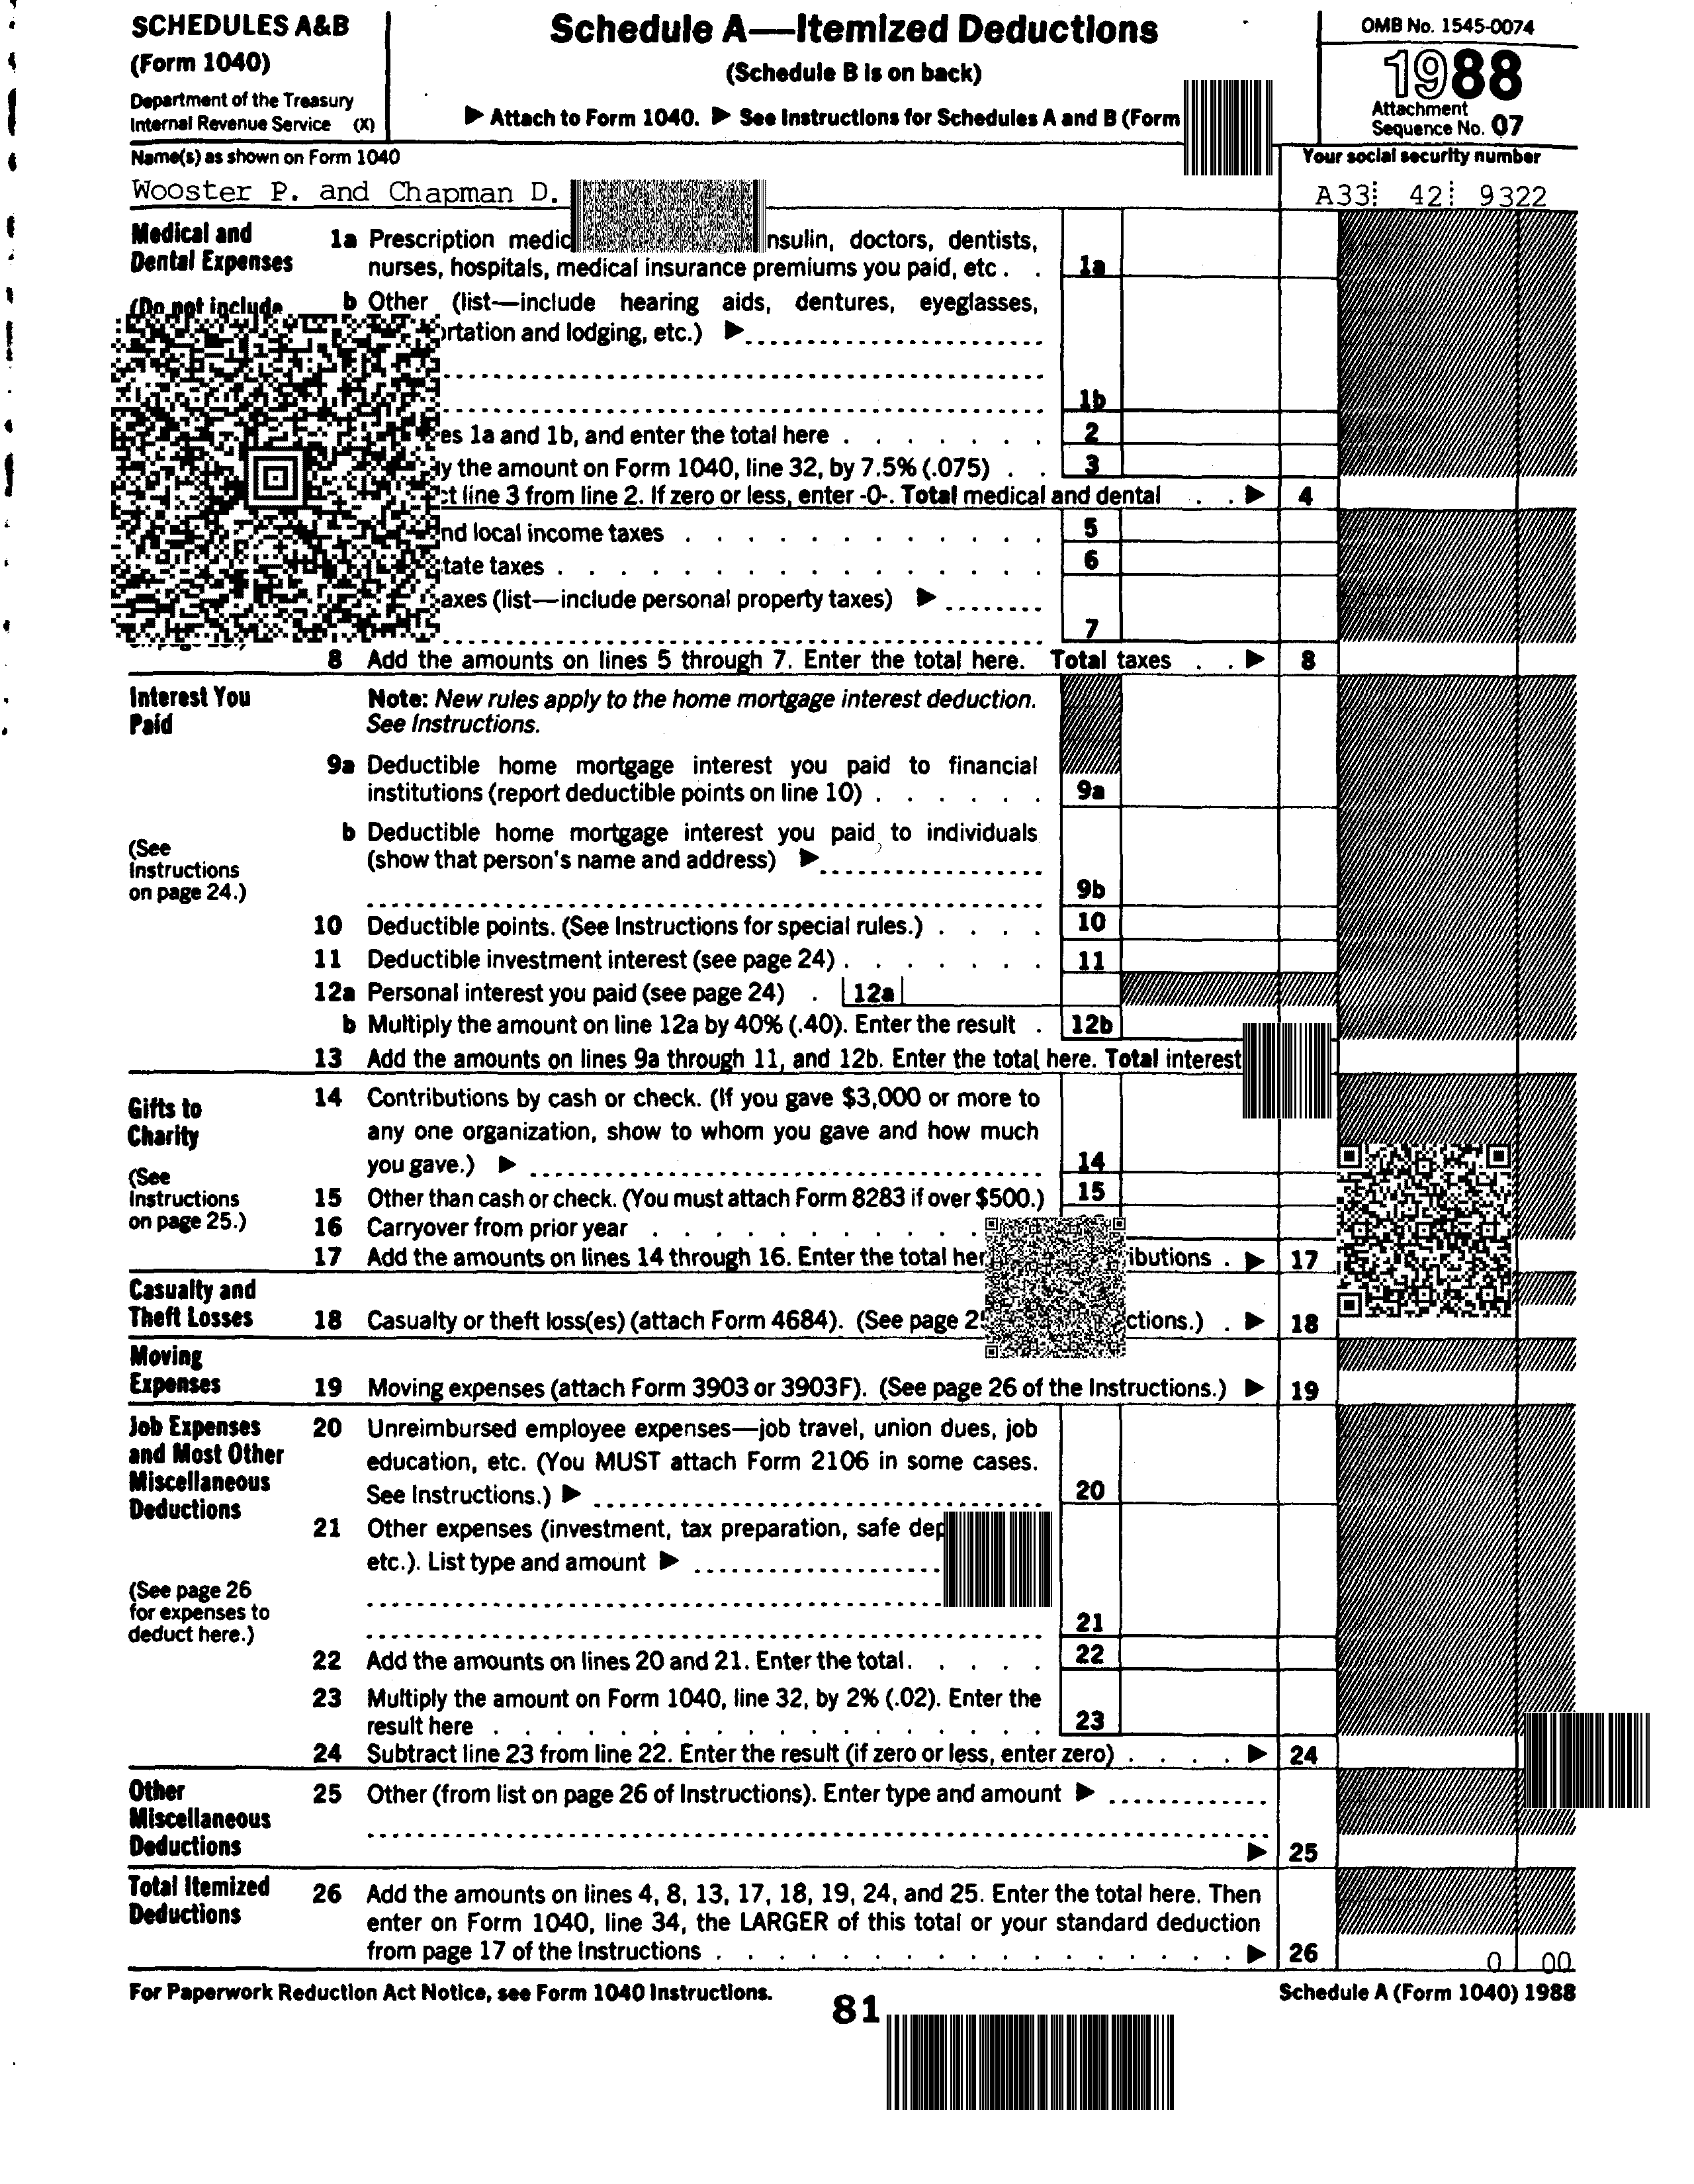 SCHEDULES A&B
(Form 1040)
Department of the Treasury
Internal Revenue Service (X)
Schedule A—Itemized Deductions
(Schedule B is on back)
▶ Attach to Form 1040. ▶ See Instructions for Schedules A and B (Form
OMB No. 1545-0074
1988
Attachment
Sequence No. 07
Name(s) as shown on Form 1040
Your social security number
Wooster P. and Chapman D.
A33 42 9322
Medical and
Dental Expenses
(Do not include
1a Prescription nsulin, doctors, dentists,
nurses, hospitals, medical insurance premiums you paid, etc . . 1a
b Other (list—include hearing aids, dentures, eyeglasses,
and lodging, etc.) ▶
1b
1a and 1b, and enter the total here . . . . . . . 2
the amount on Form 1040, line 32, by 7.5% (.075) . . 3
line 3 from line 2. If zero or less, enter -0-. Total medical and dental . . ▶ 4
local income taxes . . . . . . . . . . . . 5
taxes . . . . . . . . . . . . . . . . 6
(list—include personal property taxes) ▶
7
8 Add the amounts on lines 5 through 7. Enter the total here. Total taxes . . ▶ 8
Interest You
Paid
(See
Instructions
on page 24.)
Note: New rules apply to the home mortgage interest deduction.
See Instructions.
9a Deductible home mortgage interest you paid to financial
institutions (report deductible points on line 10) . . . . . . 9a
b Deductible home mortgage interest you paid to individuals
(show that person's name and address) ▶
9b
10 Deductible points. (See Instructions for special rules.) . . . . 10
11 Deductible investment interest (see page 24) . . . . . . . 11
12a Personal interest you paid (see page 24) . 12a
b Multiply the amount on line 12a by 40% (.40). Enter the result . 12b
13 Add the amounts on lines 9a through 11, and 12b. Enter the total here. Total interest
Gifts to
Charity
(See
Instructions
on page 25.)
14 Contributions by cash or check. (If you gave $3,000 or more to
any one organization, show to whom you gave and how much
you gave.) ▶ 14
15 Other than cash or check. (You must attach Form 8283 if over $500.) 15
16 Carryover from prior year . . . . . . . . . . .
17 Add the amounts on lines 14 through 16. Enter the total ibutions . ▶ 17
Casualty and
Theft Losses
18 Casualty or theft loss(es) (attach Form 4684). (See page ctions.) . ▶ 18
Moving
Expenses
19 Moving expenses (attach Form 3903 or 3903F). (See page 26 of the Instructions.) ▶ 19
Job Expenses
and Most Other
Miscellaneous
Deductions
(See page 26
for expenses to
deduct here.)
20 Unreimbursed employee expenses—job travel, union dues, job
education, etc. (You MUST attach Form 2106 in some cases.
See Instructions.) ▶ 20
21 Other expenses (investment, tax preparation, safe
etc.). List type and amount ▶
21
22 Add the amounts on lines 20 and 21. Enter the total. . . . . 22
23 Multiply the amount on Form 1040, line 32, by 2% (.02). Enter the
result here . . . . . . . . . . . . . . . . . . 23
24 Subtract line 23 from line 22. Enter the result (if zero or less, enter zero) . . . . ▶ 24
Other
Miscellaneous
Deductions
25 Other (from list on page 26 of Instructions). Enter type and amount ▶
▶ 25
Total Itemized
Deductions
26 Add the amounts on lines 4, 8, 13, 17, 18, 19, 24, and 25. Enter the total here. Then
enter on Form 1040, line 34, the LARGER of this total or your standard deduction
from page 17 of the Instructions . . . . . . . . . . . . . . . . . . ▶ 26 0 00
For Paperwork Reduction Act Notice, see Form 1040 Instructions.
Schedule A (Form 1040) 1988
81